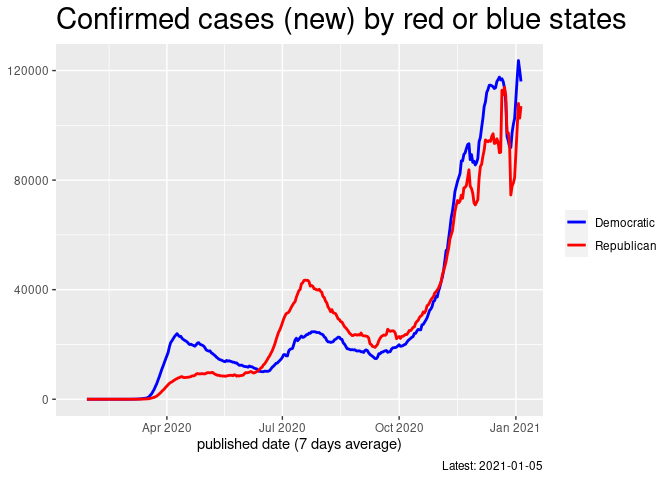 Confirmed cases (new) by red or blue states
120000
80000
40000
0
Democratic
Republican
Apr 2020
Jul 2020
Oct 2020
Jan 2021
published date (7 days average)
Latest: 2021-01-05